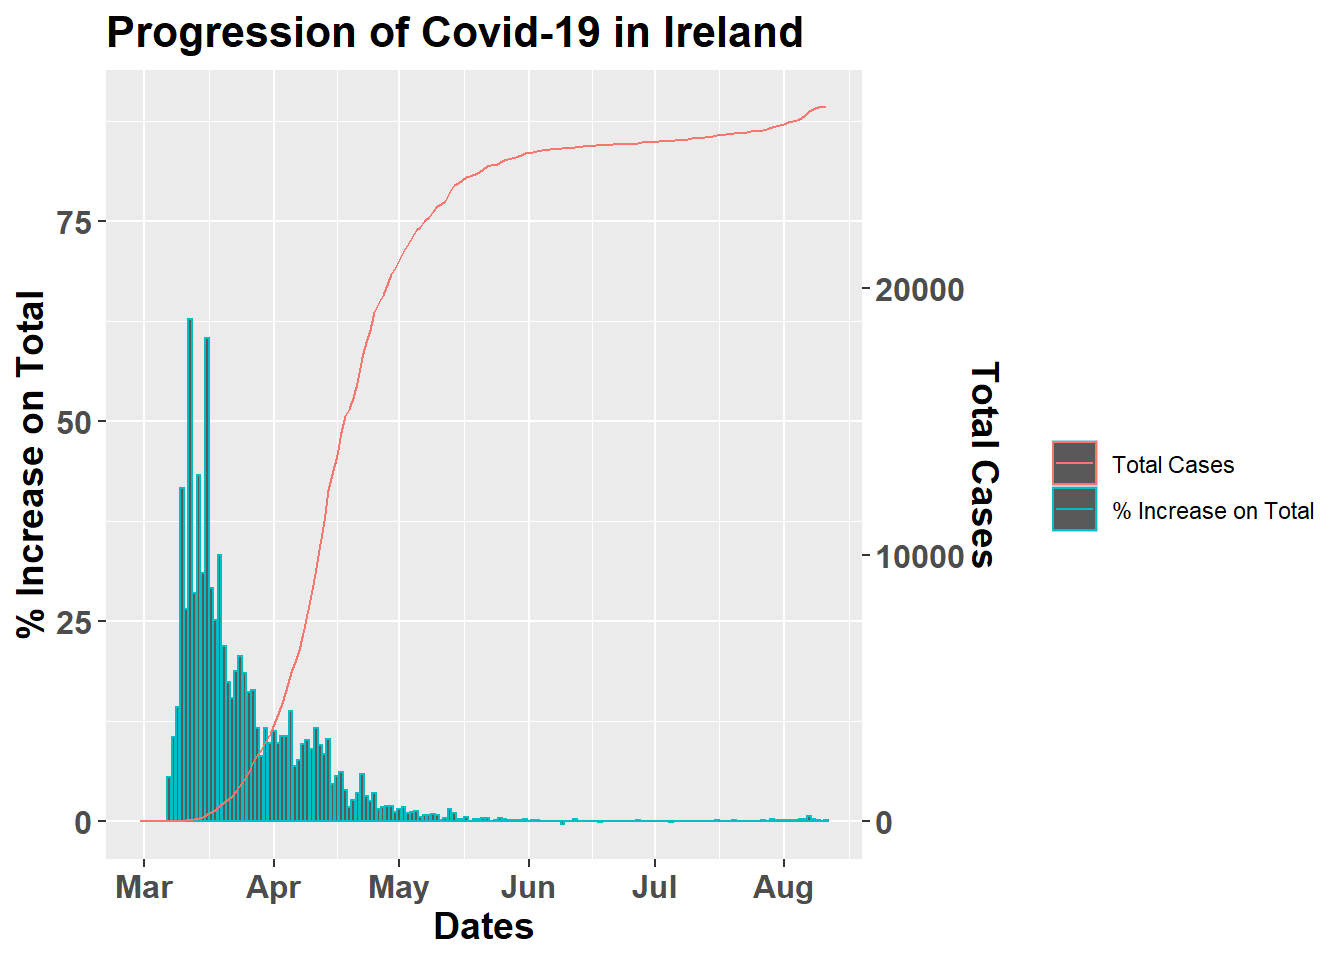 Progression of Covid-19 in Ireland
% Increase on Total
75
50
25
0
20000
10000
0
Total Cases
Mar Apr May Jun Jul Aug
Dates
Total Cases
% Increase on Total